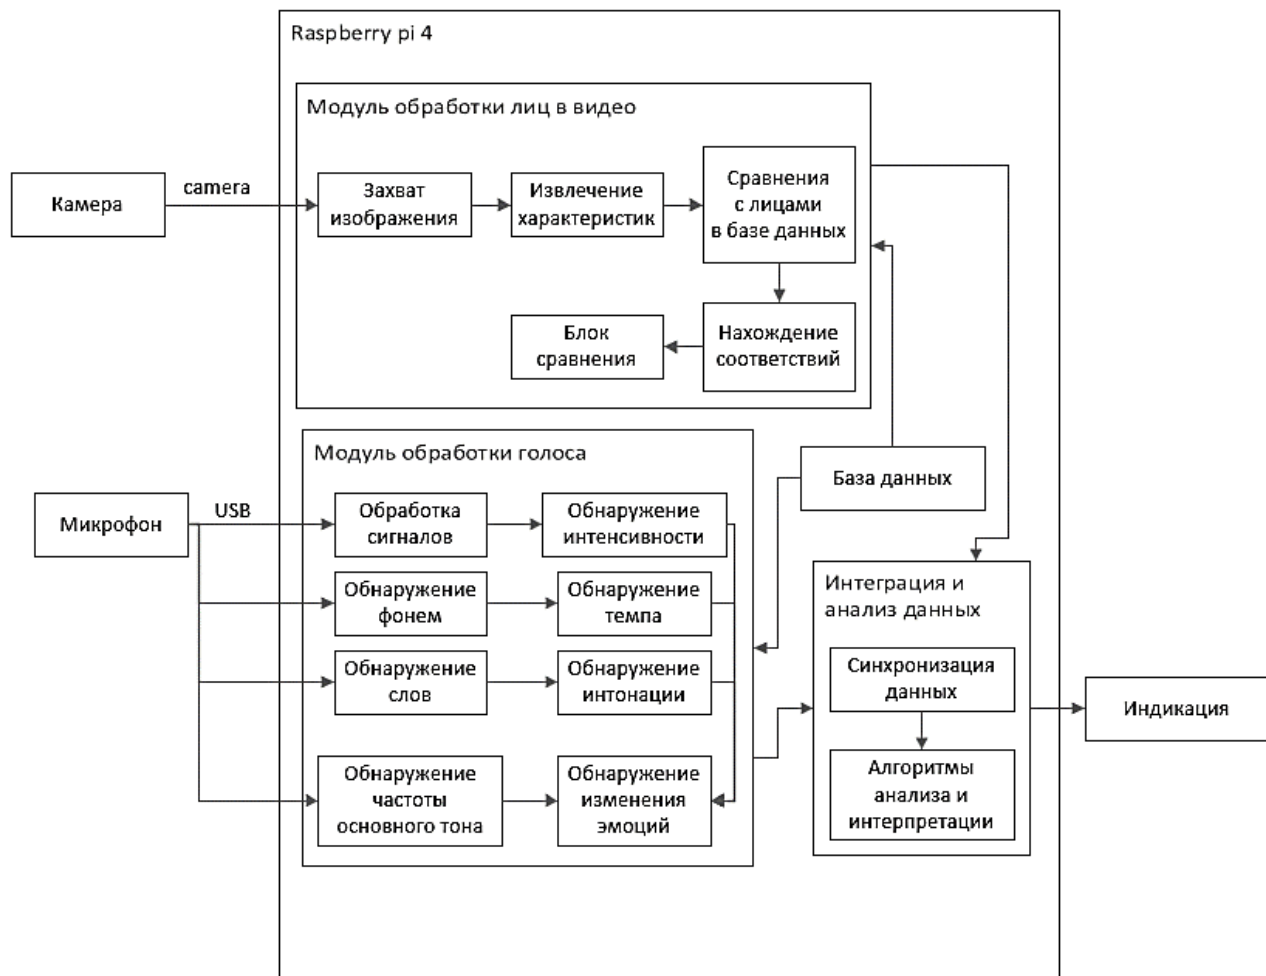 Raspberry pi 4
Модуль обработки лиц в видео
Камера
camera
Захват
изображения
Извлечение
характеристик
Сравнения
с лицами
в базе данных
Блок
сравнения
Нахождение
соответствий
Модуль обработки голоса
База данных
Микрофон
USB
Обработка
сигналов
Обнаружение
интенсивности
Обнаружение
фонем
Обнаружение
темпа
Обнаружение
слов
Обнаружение
интонации
Обнаружение
частоты
основного тона
Обнаружение
изменения
эмоций
Интеграция и
анализ данных
Синхронизация
данных
Алгоритмы
анализа и
интерпретации
Индикация